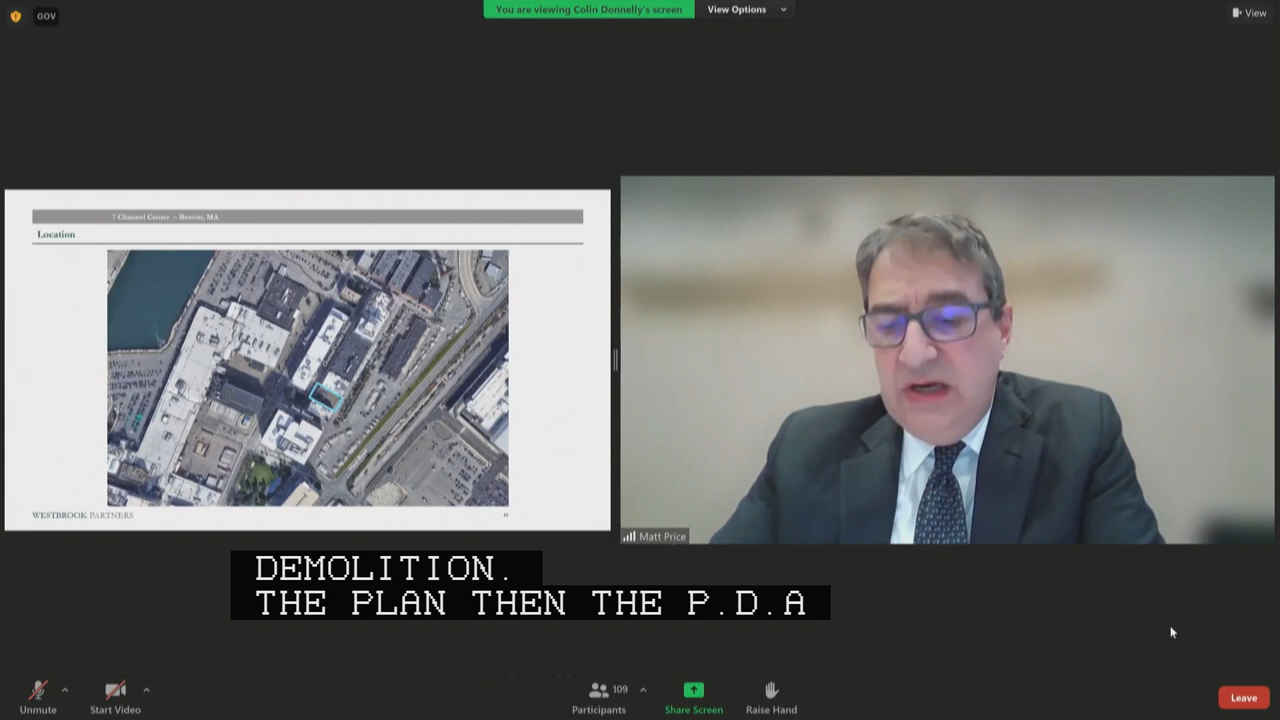 GOV
You are viewing Colin Donnelly's screen
View Options
View
7 Channel Center – Boston, MA
Location
WESTBROOK PARTNERS
Matt Price
DEMOLITION.
THE PLAN THEN THE P.D.A
Unmute
Start Video
109
Participants
Share Screen
Raise Hand
Leave